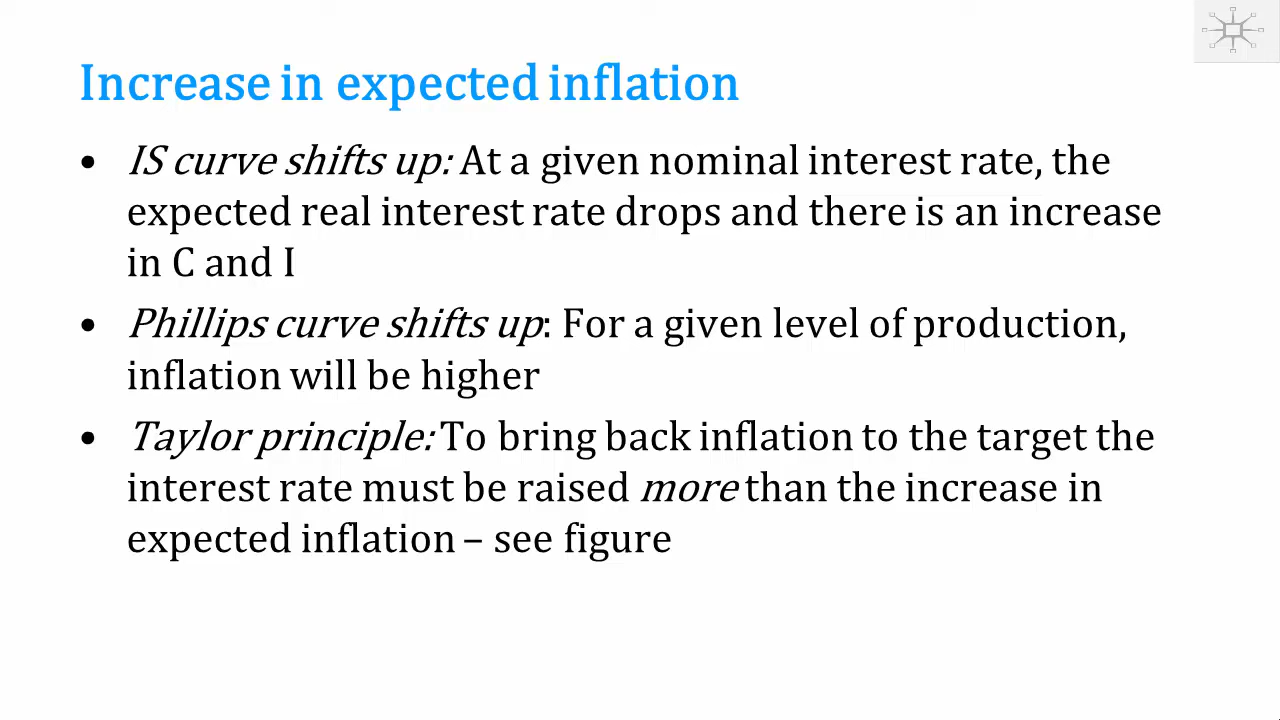 Increase in expected inflation
• IS curve shifts up: At a given nominal interest rate, the
expected real interest rate drops and there is an increase
in C and I
• Phillips curve shifts up: For a given level of production,
inflation will be higher
• Taylor principle: To bring back inflation to the target the
interest rate must be raised more than the increase in
expected inflation – see figure